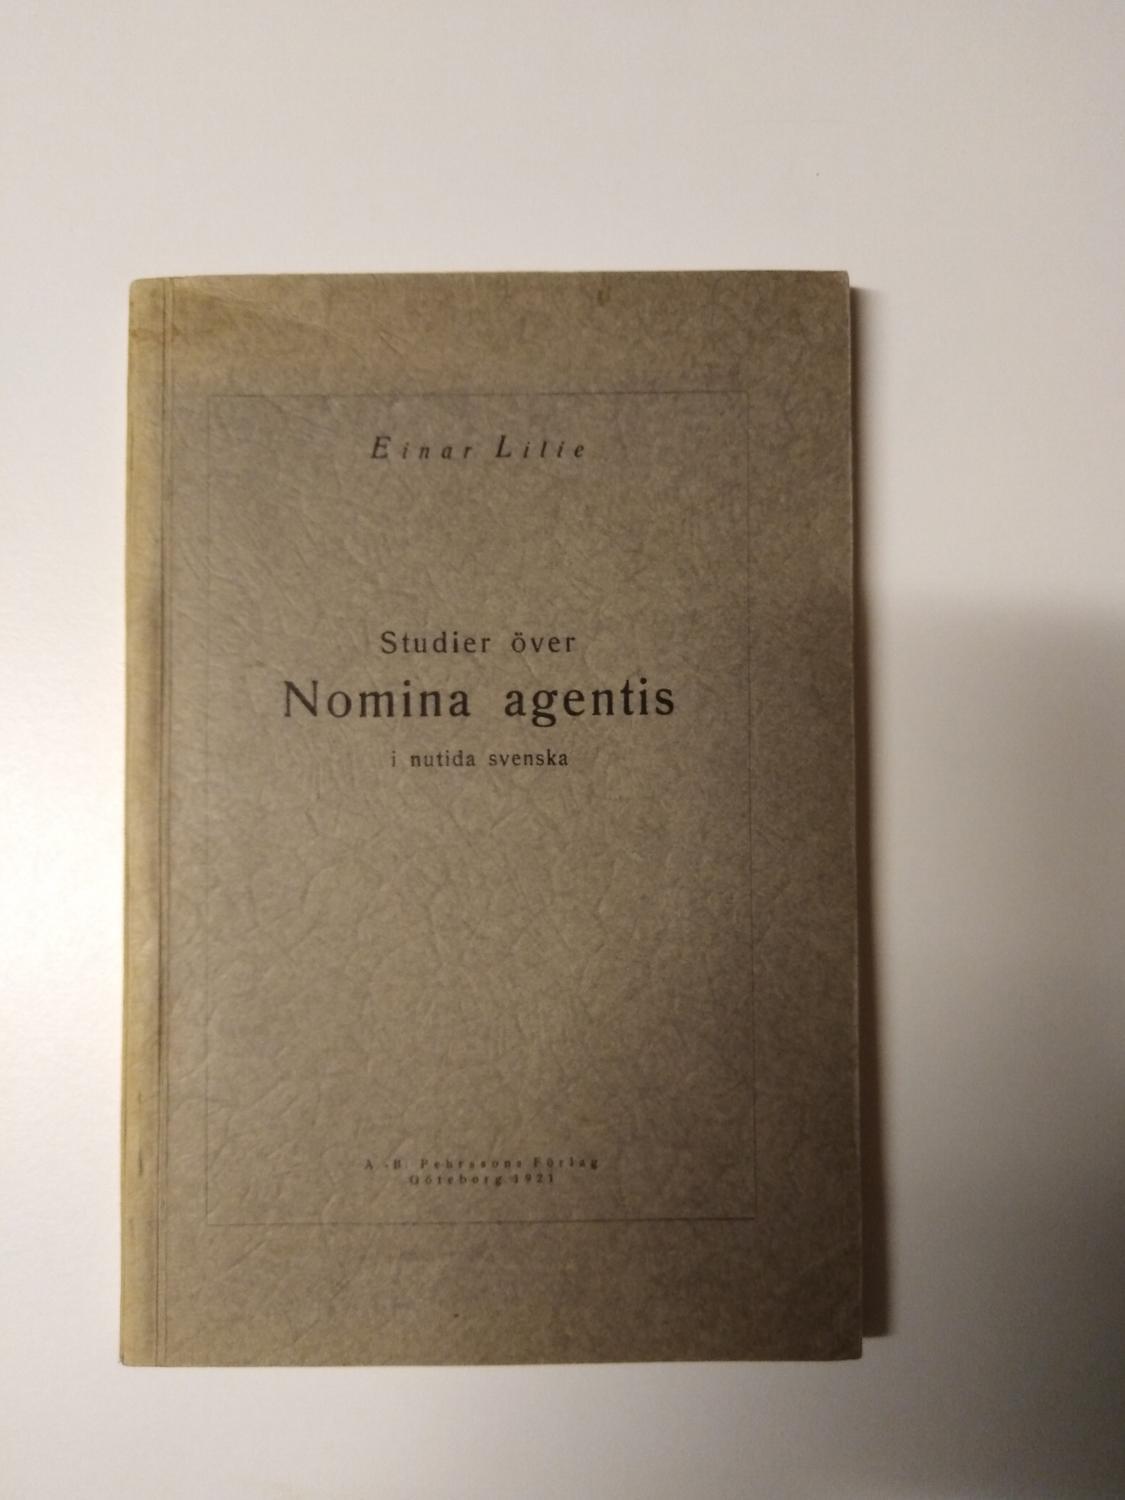 Einar Lilie
Studier över
Nomina agentis
i nutida svenska
A.-B. Pehrssons Förlag
Göteborg 1921